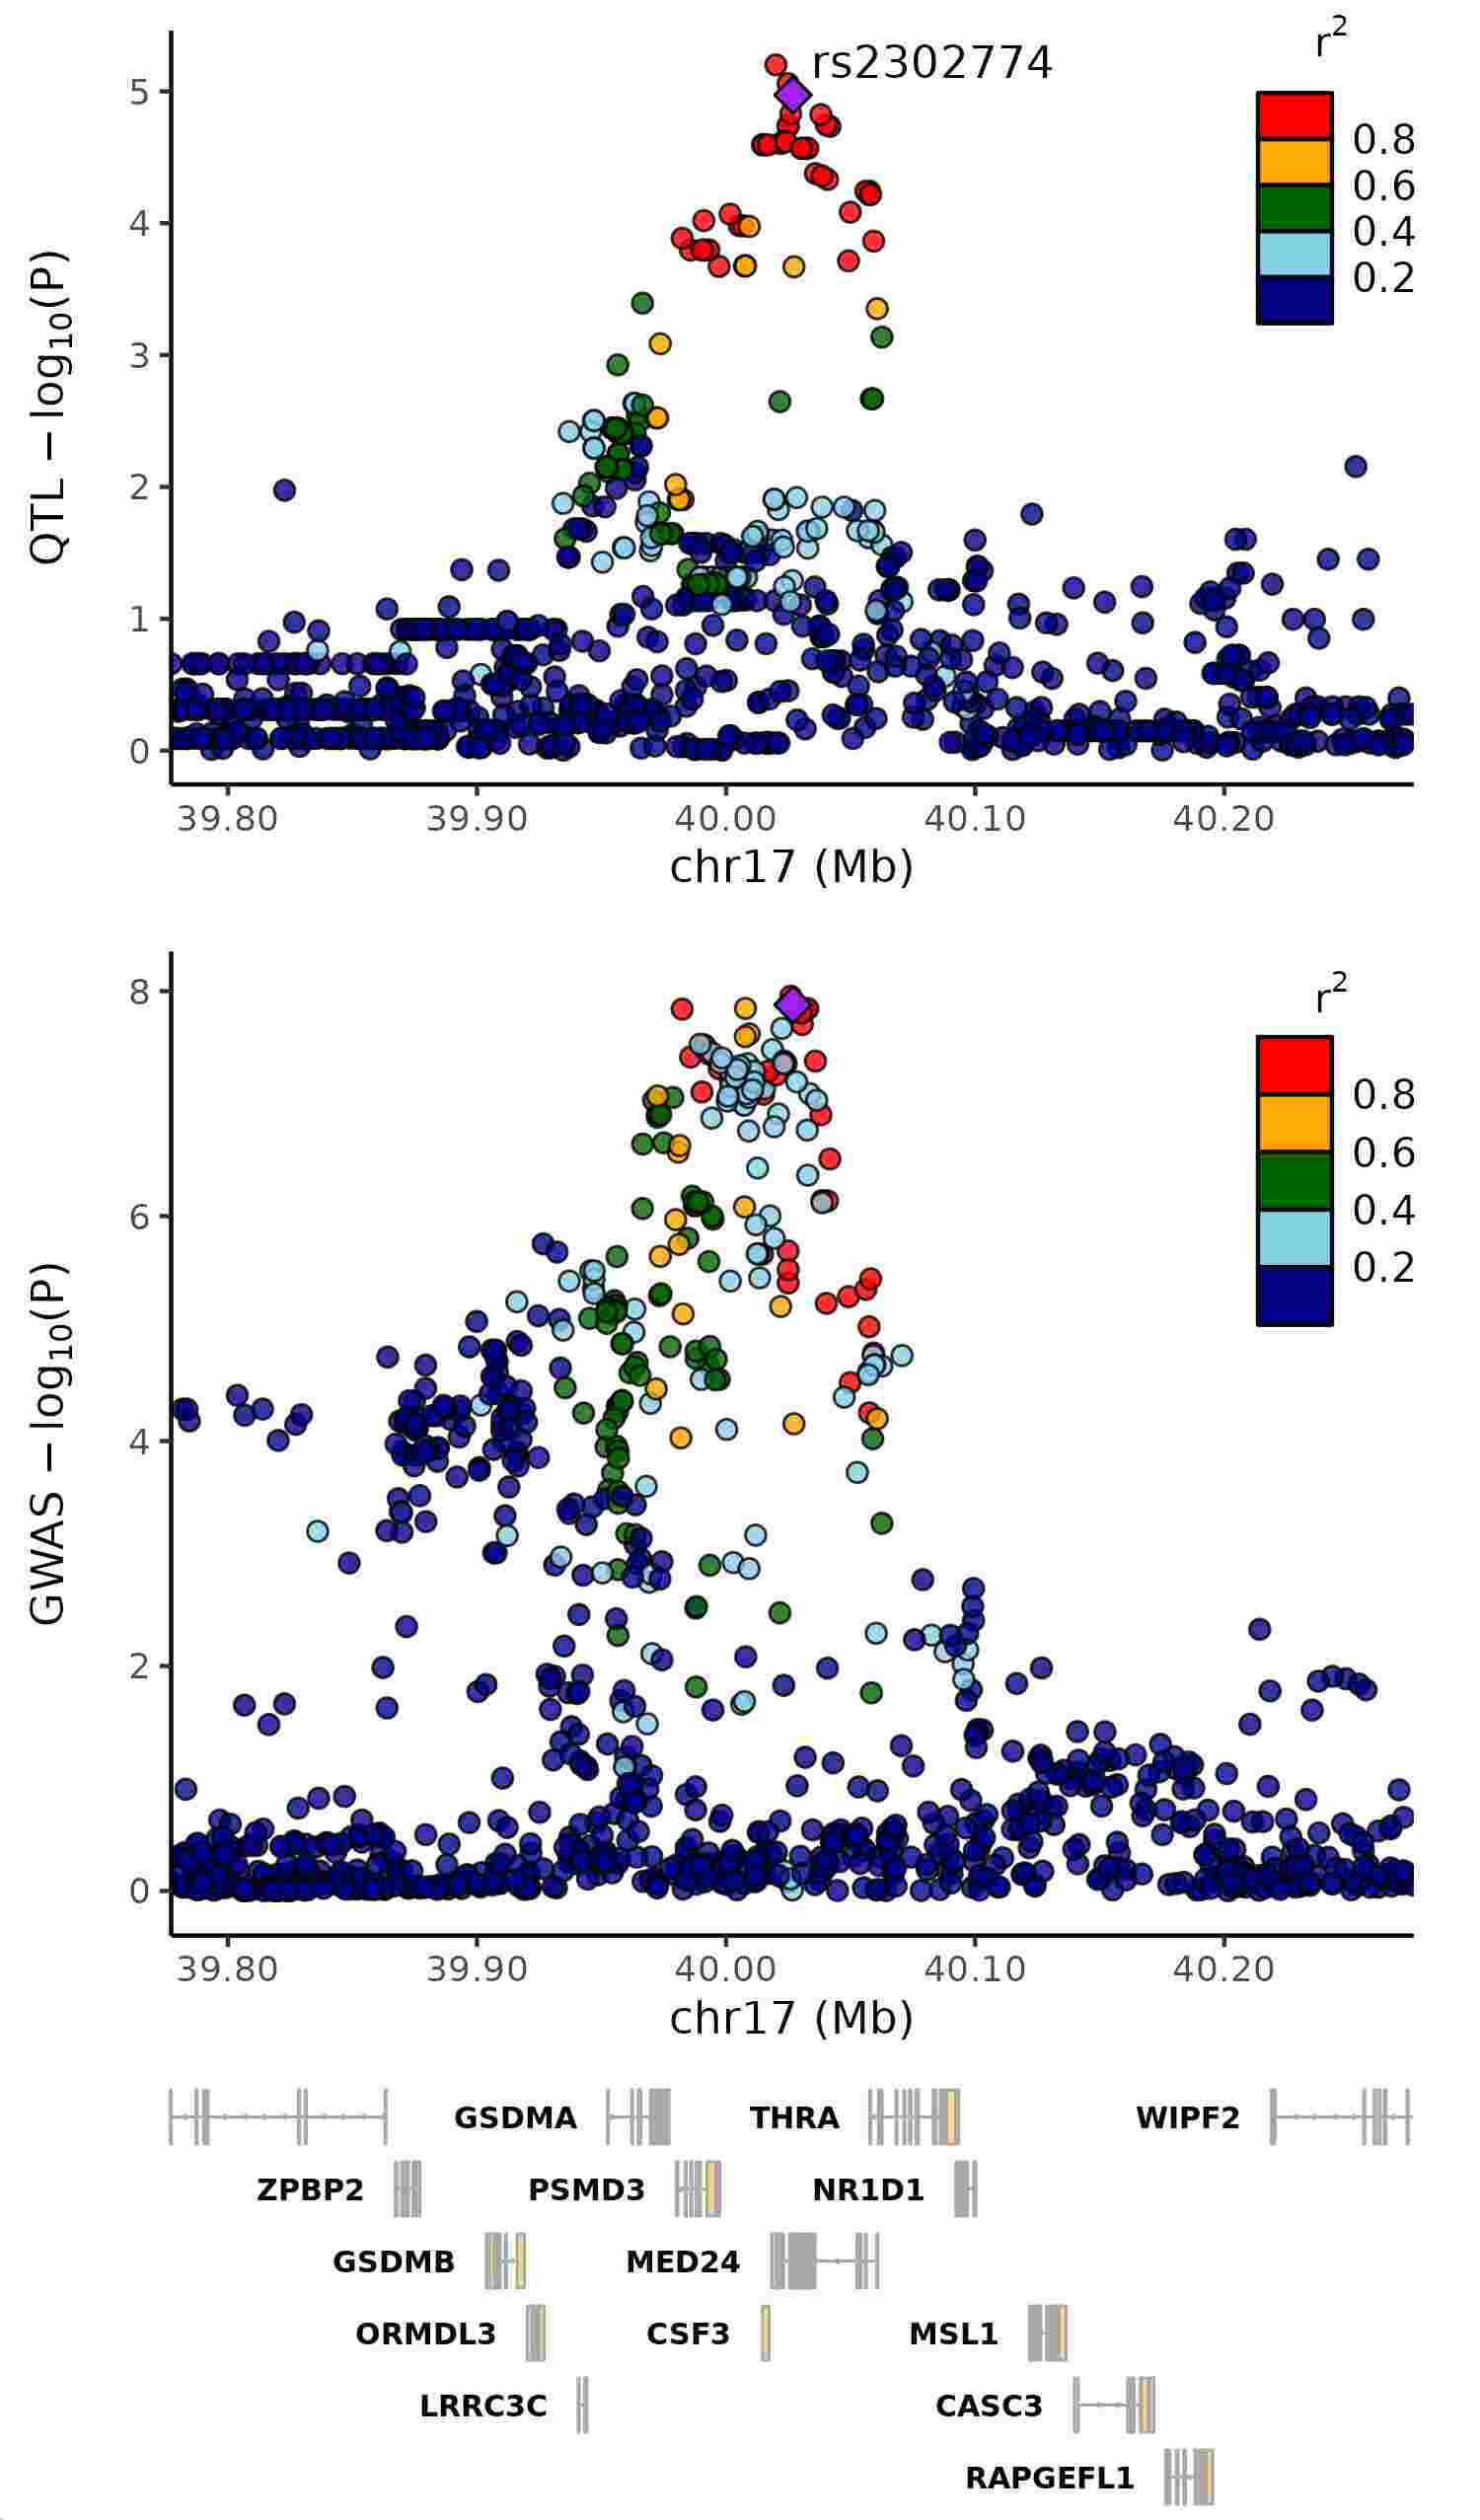 r²
rs2302774
5
4
3
2
1
0
0.8
0.6
0.4
0.2
QTL − log₁₀(P)
39.80 39.90 40.00 40.10 40.20
chr17 (Mb)
r²
8
6
4
2
0
0.8
0.6
0.4
0.2
GWAS − log₁₀(P)
39.80 39.90 40.00 40.10 40.20
chr17 (Mb)
GSDMA THRA WIPF2
ZPBP2 PSMD3 NR1D1
GSDMB MED24
ORMDL3 CSF3 MSL1
LRRC3C CASC3
RAPGEFL1